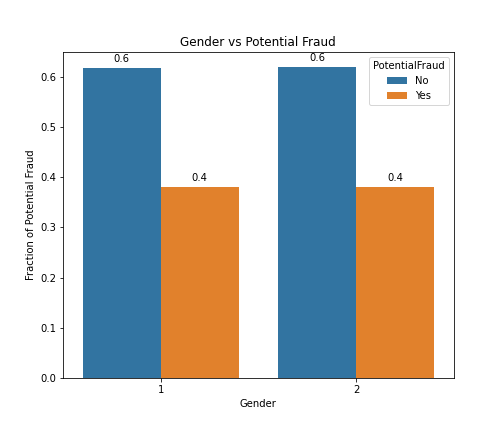 Gender vs Potential Fraud
0.6
0.6
PotentialFraud
No
Yes
0.4
0.4
Fraction of Potential Fraud
0.6
0.5
0.4
0.3
0.2
0.1
0.0
1
2
Gender